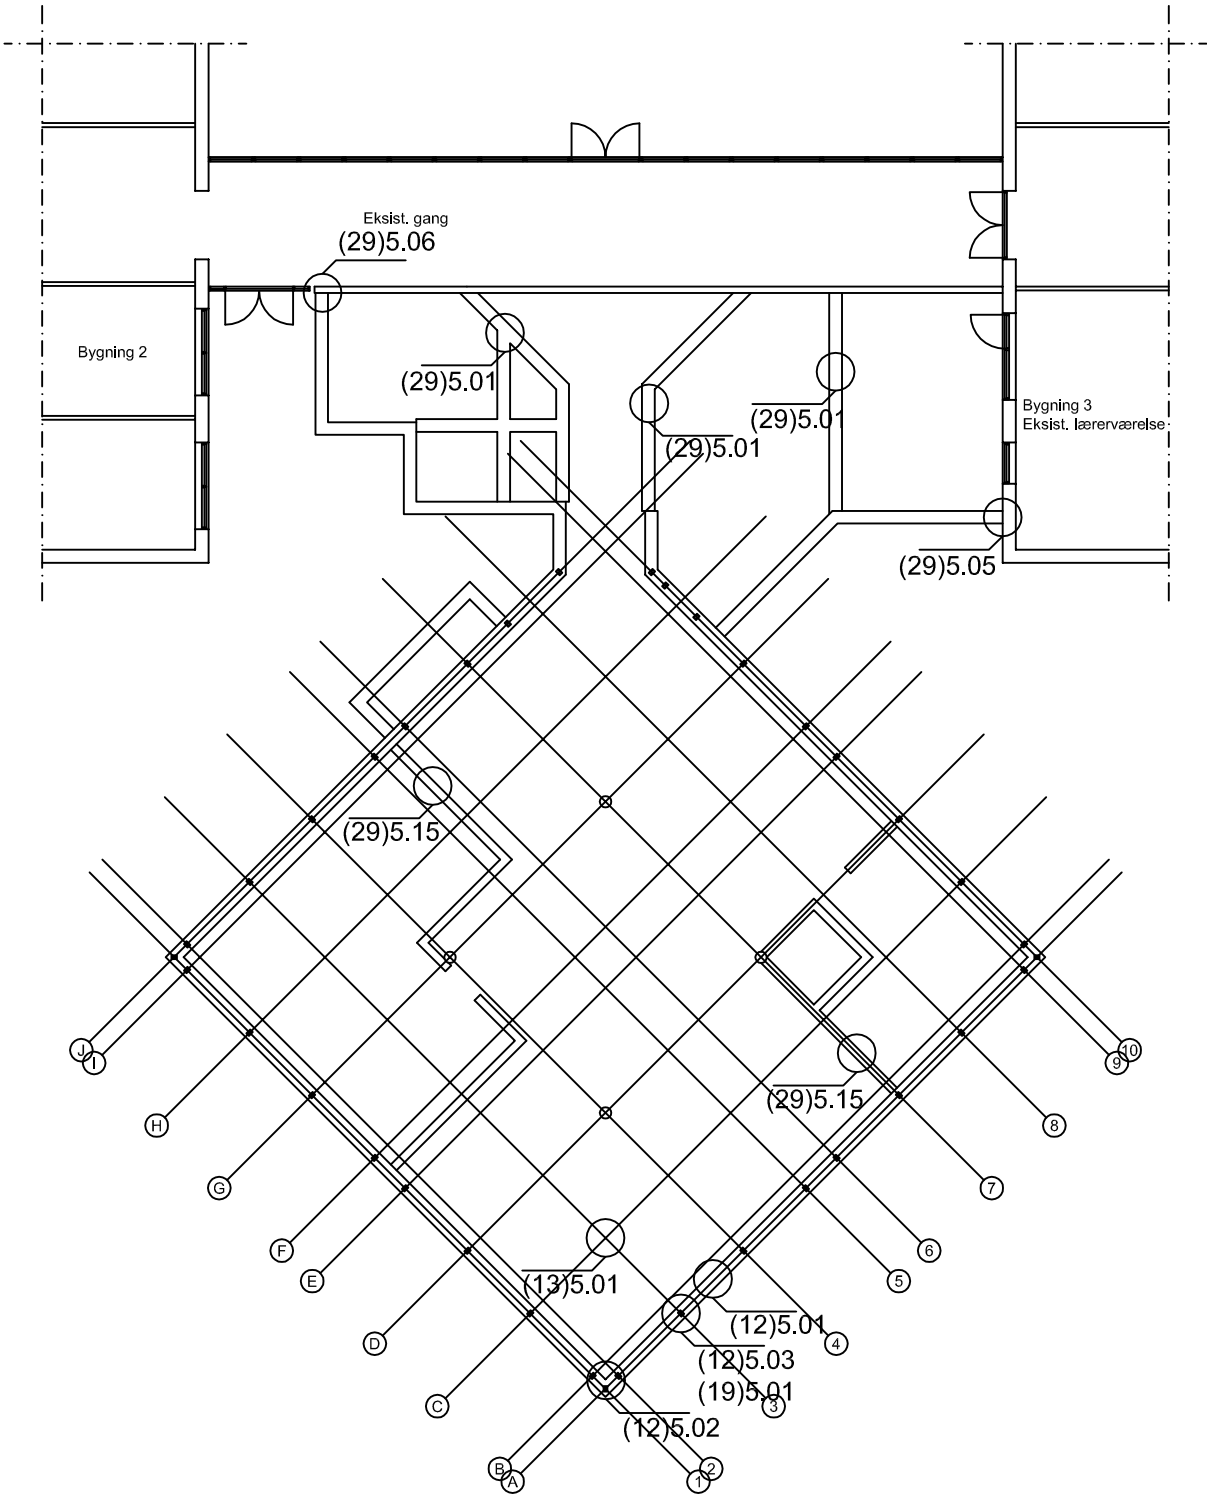 Eksist. gang
(29)5.06
Bygning 2
(29)5.01
(29)5.01
(29)5.01
Bygning 3
Eksist. lærerværelse
(29)5.05
(29)5.15
J
I
10
9
(29)5.15
H
8
G
7
F
6
E
5
(13)5.01
(12)5.01
D
4
(12)5.03
(19)5.01
C
3
(12)5.02
B
A
2
1